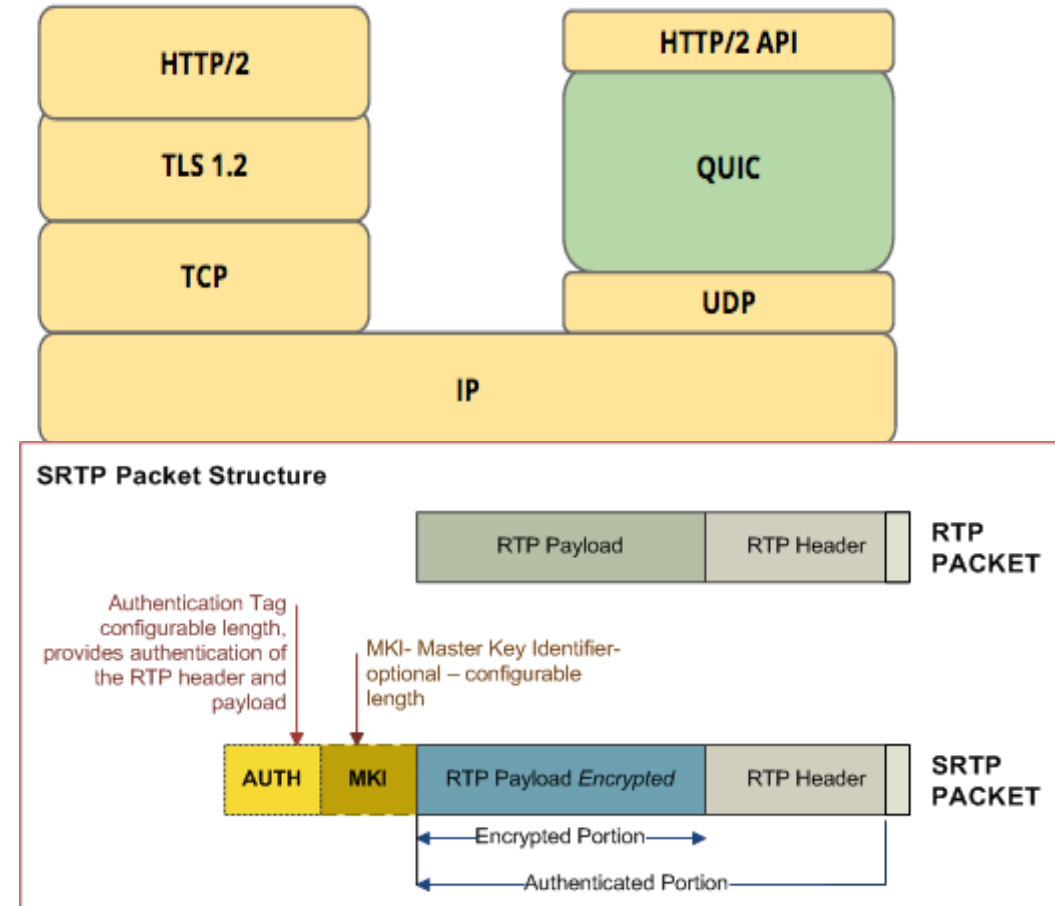 HTTP/2
HTTP/2 API
TLS 1.2
QUIC
TCP
UDP
IP
SRTP Packet Structure
RTP Payload
RTP Header
RTP
PACKET
Authentication Tag
configurable length,
provides authentication of
the RTP header and
payload
MKI- Master Key Identifier-
optional – configurable
length
AUTH
MKI
RTP Payload Encrypted
RTP Header
SRTP
PACKET
Encrypted Portion
Authenticated Portion